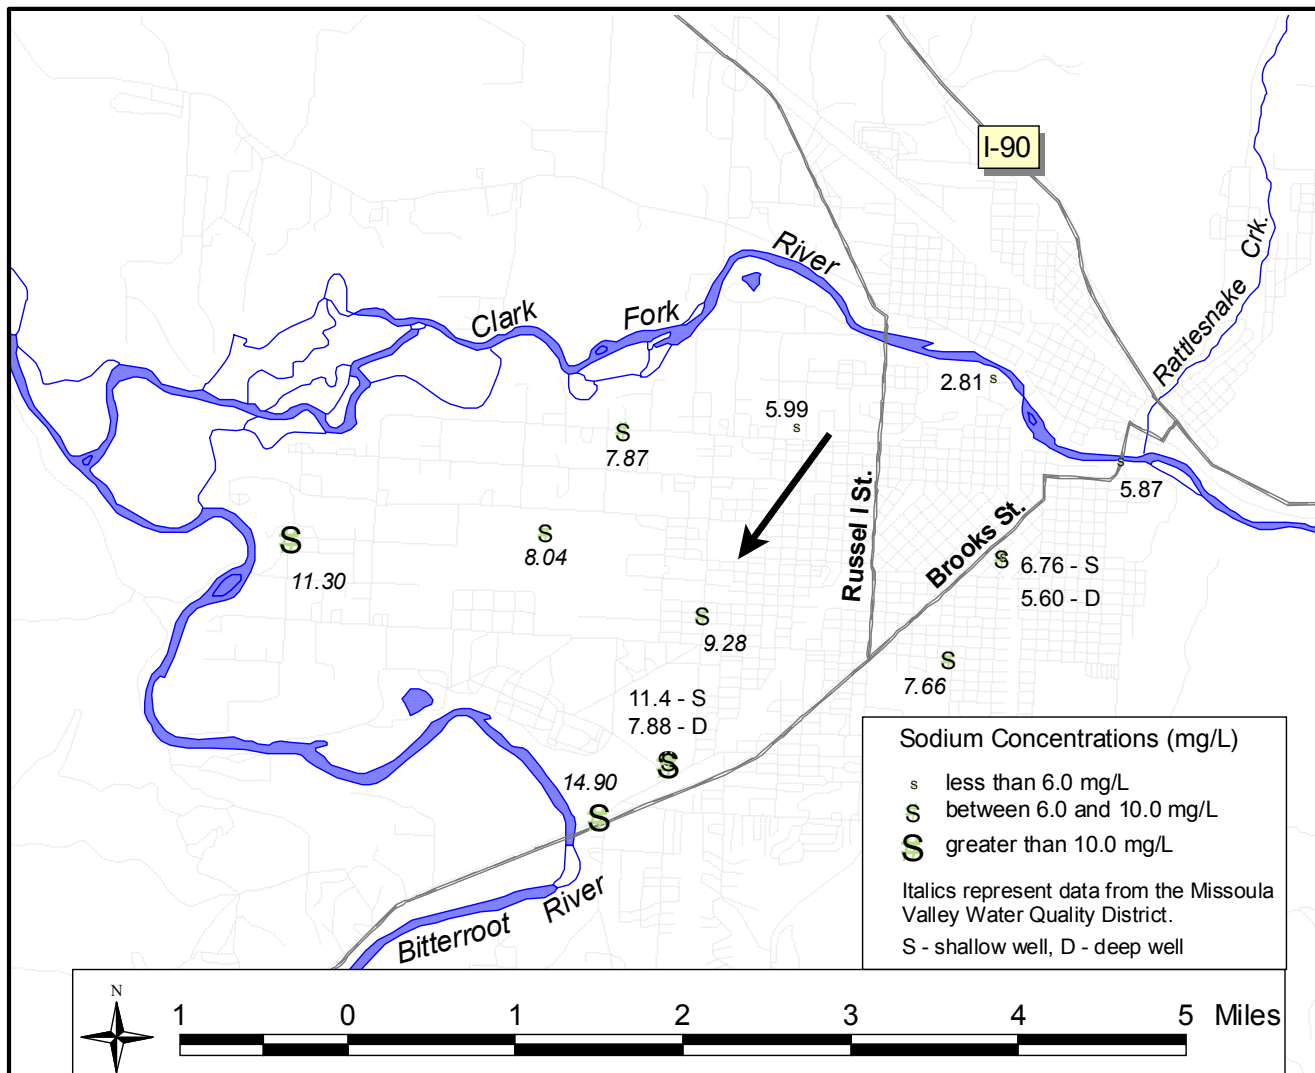 I-90
River
Rattlesnake Crk.
Clark
Fork
2.81 s
5.99
s
S
7.87
5.87
S
8.04
S
11.30
Russel l St.
Brooks St.
S
6.76 - S
5.60 - D
S
9.28
S
7.66
11.4 - S
7.88 - D
S
14.90
S
Bitterroot
River
Sodium Concentrations (mg/L)
s less than 6.0 mg/L
S between 6.0 and 10.0 mg/L
S greater than 10.0 mg/L
Italics represent data from the Missoula
Valley Water Quality District.
S - shallow well, D - deep well
N
1 0 1 2 3 4 5 Miles